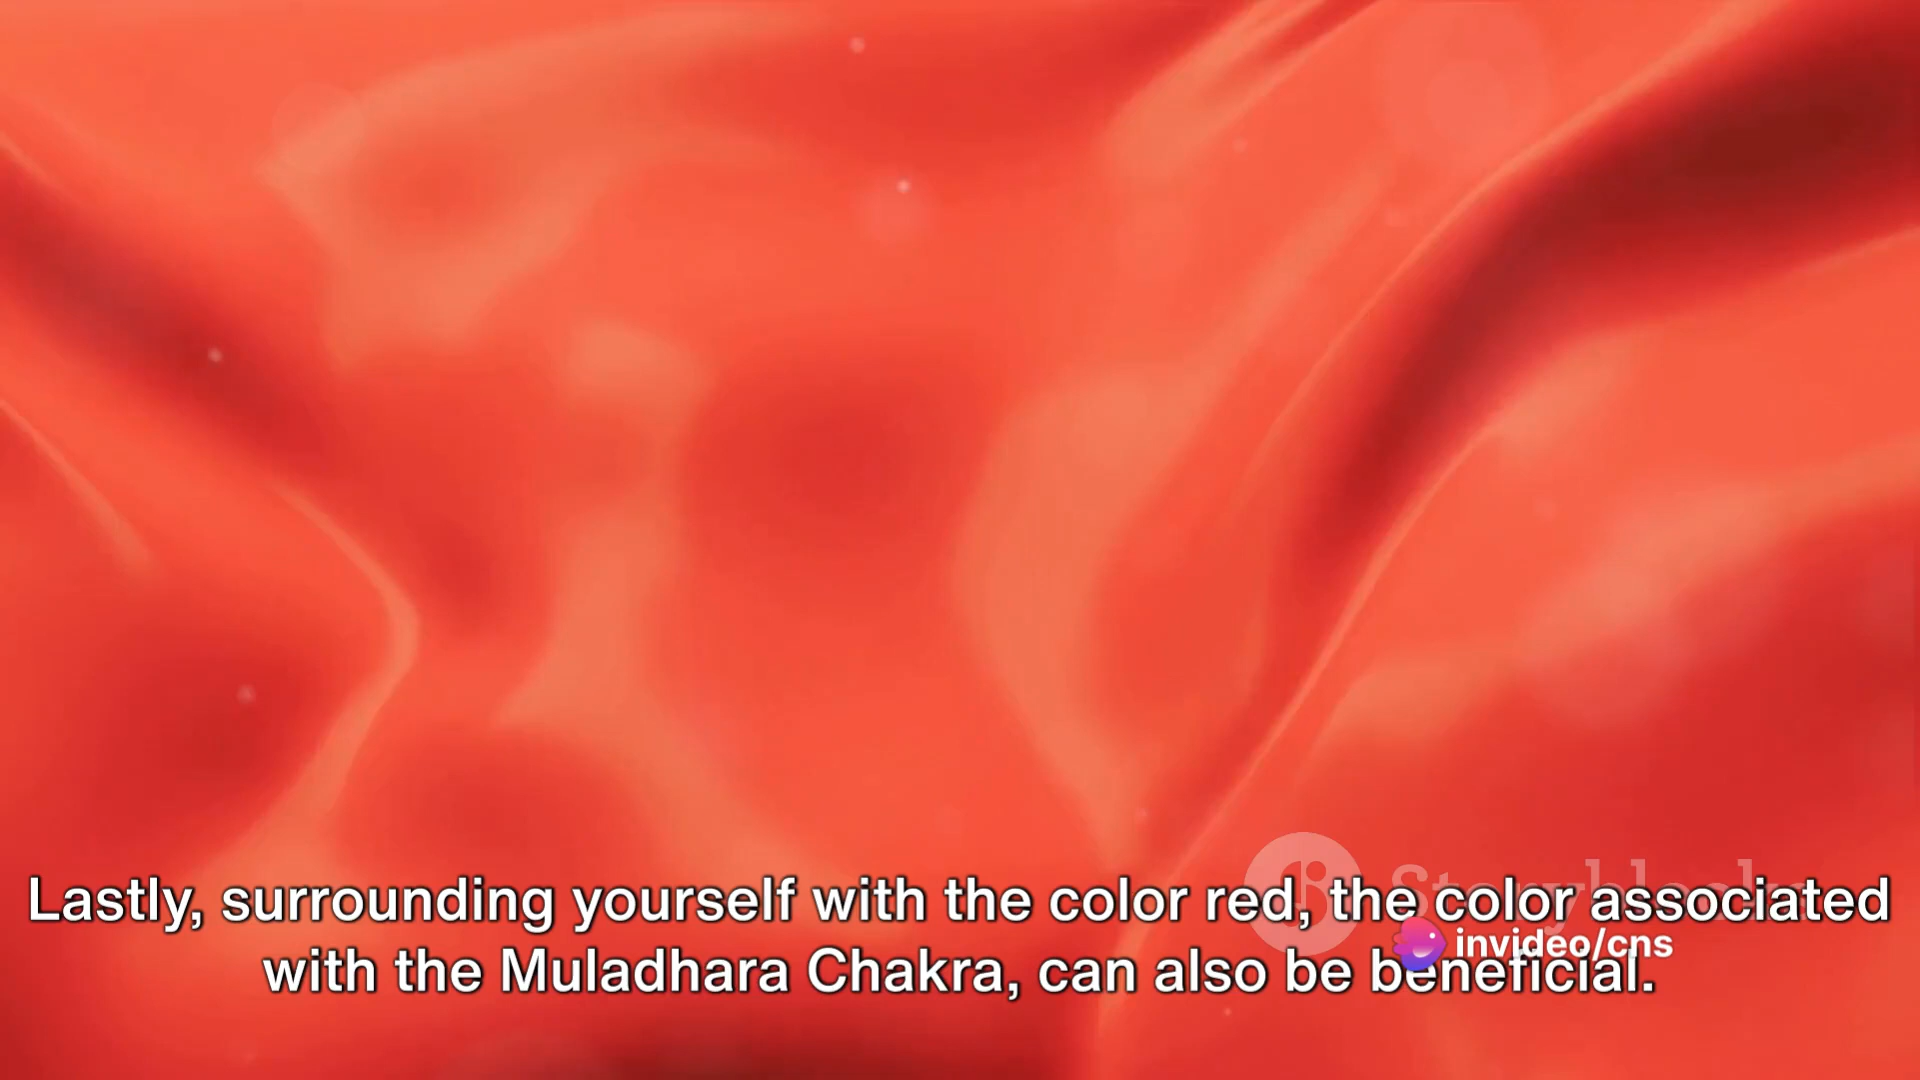 Lastly, surrounding yourself with the color red, the color associated
with the Muladhara Chakra, can also be beneficial.
Storyblocks
invideo/cns